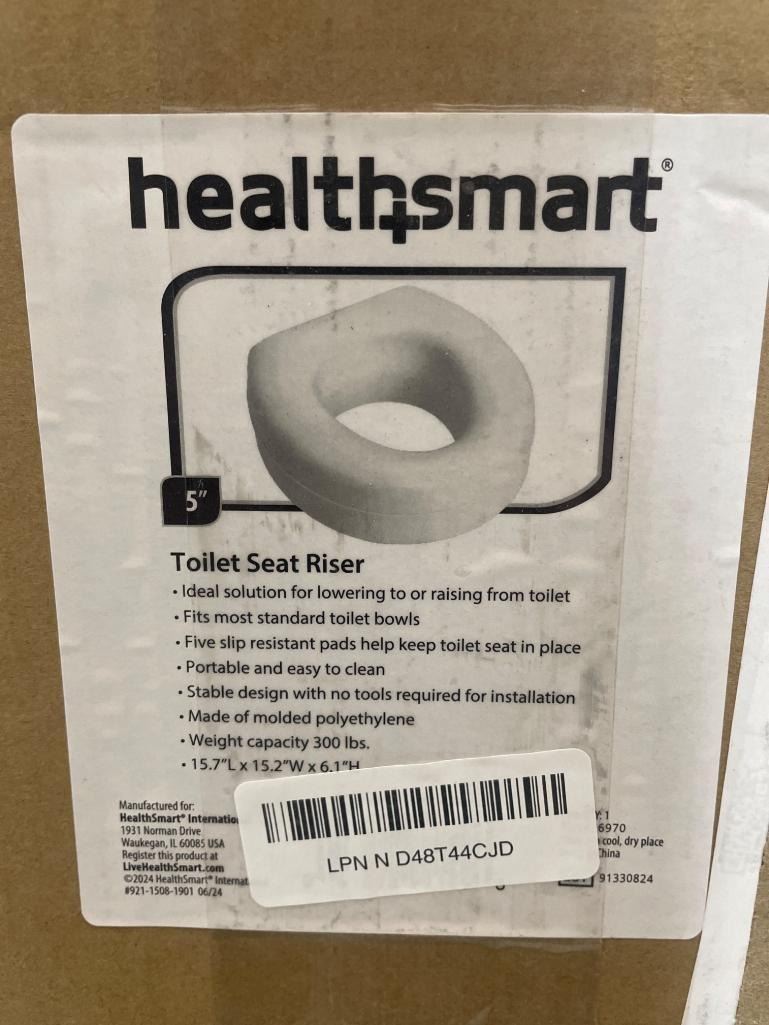 healthsmart®
5"
Toilet Seat Riser
• Ideal solution for lowering to or raising from toilet
• Fits most standard toilet bowls
• Five slip resistant pads help keep toilet seat in place
• Portable and easy to clean
• Stable design with no tools required for installation
• Made of molded polyethylene
• Weight capacity 300 lbs.
• 15.7"L x 15.2"W x 6.1"H
Manufactured for:
HealthSmart®
1931 Norman Drive
Waukegan, IL 60085 USA
Register this product at
LiveHealthSmart.com
©2024 HealthSmart®
#921-1508-1901 06/24
LPN N D48T44CJD
: 1
6970
cool, dry place
China
91330824